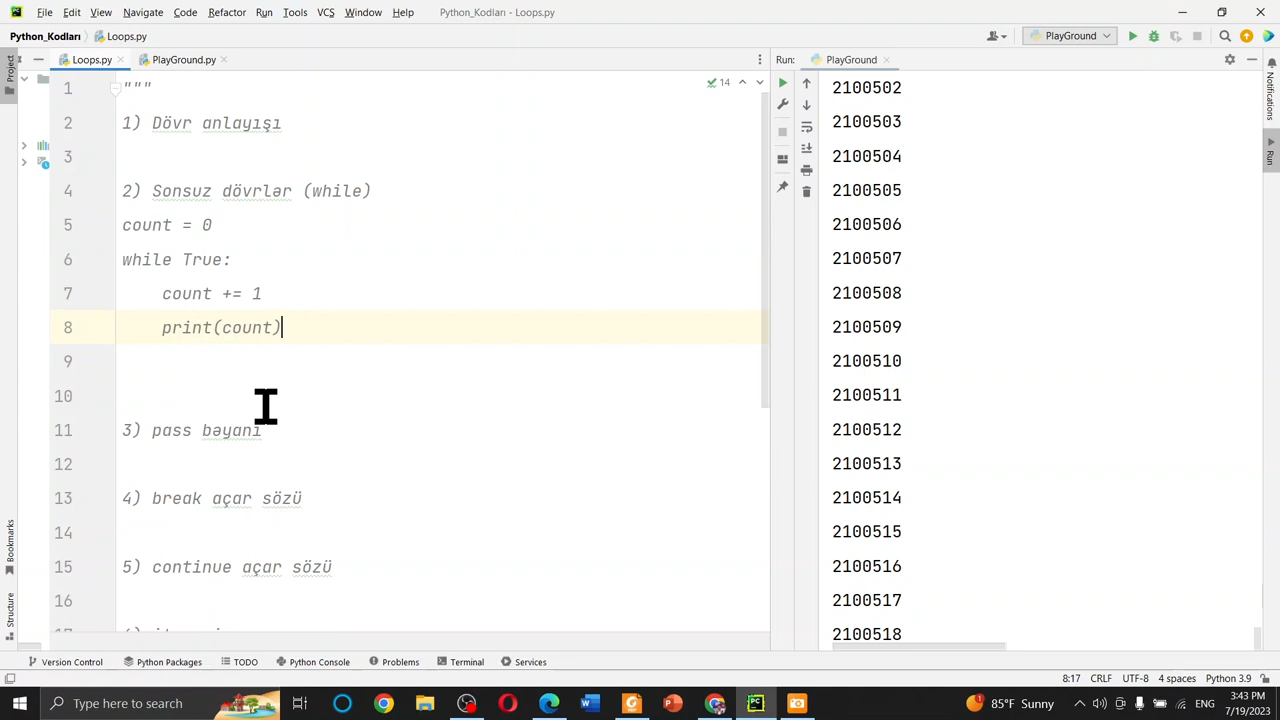 File Edit View Navigate Code Refactor Run Tools VCS Window Help Python_Kodları - Loops.py
Python_Kodları Loops.py PlayGround
Project Loops.py PlayGround.py Run: PlayGround
14
Notifications
Run
1 """
2 1) Dövr anlayışı
3
4 2) Sonsuz dövrlər (while)
5 count = 0
6 while True:
7 count += 1
8 print(count)
9
10
11 3) pass bəyanı
12
13 4) break açar sözü
14
15 5) continue açar sözü
16
2100502
2100503
2100504
2100505
2100506
2100507
2100508
2100509
2100510
2100511
2100512
2100513
2100514
2100515
2100516
2100517
2100518
Bookmarks
Structure
Version Control Python Packages TODO Python Console Problems Terminal Services
8:17 CRLF UTF-8 4 spaces Python 3.9
Type here to search 85°F Sunny 3:43 PM
7/19/2023